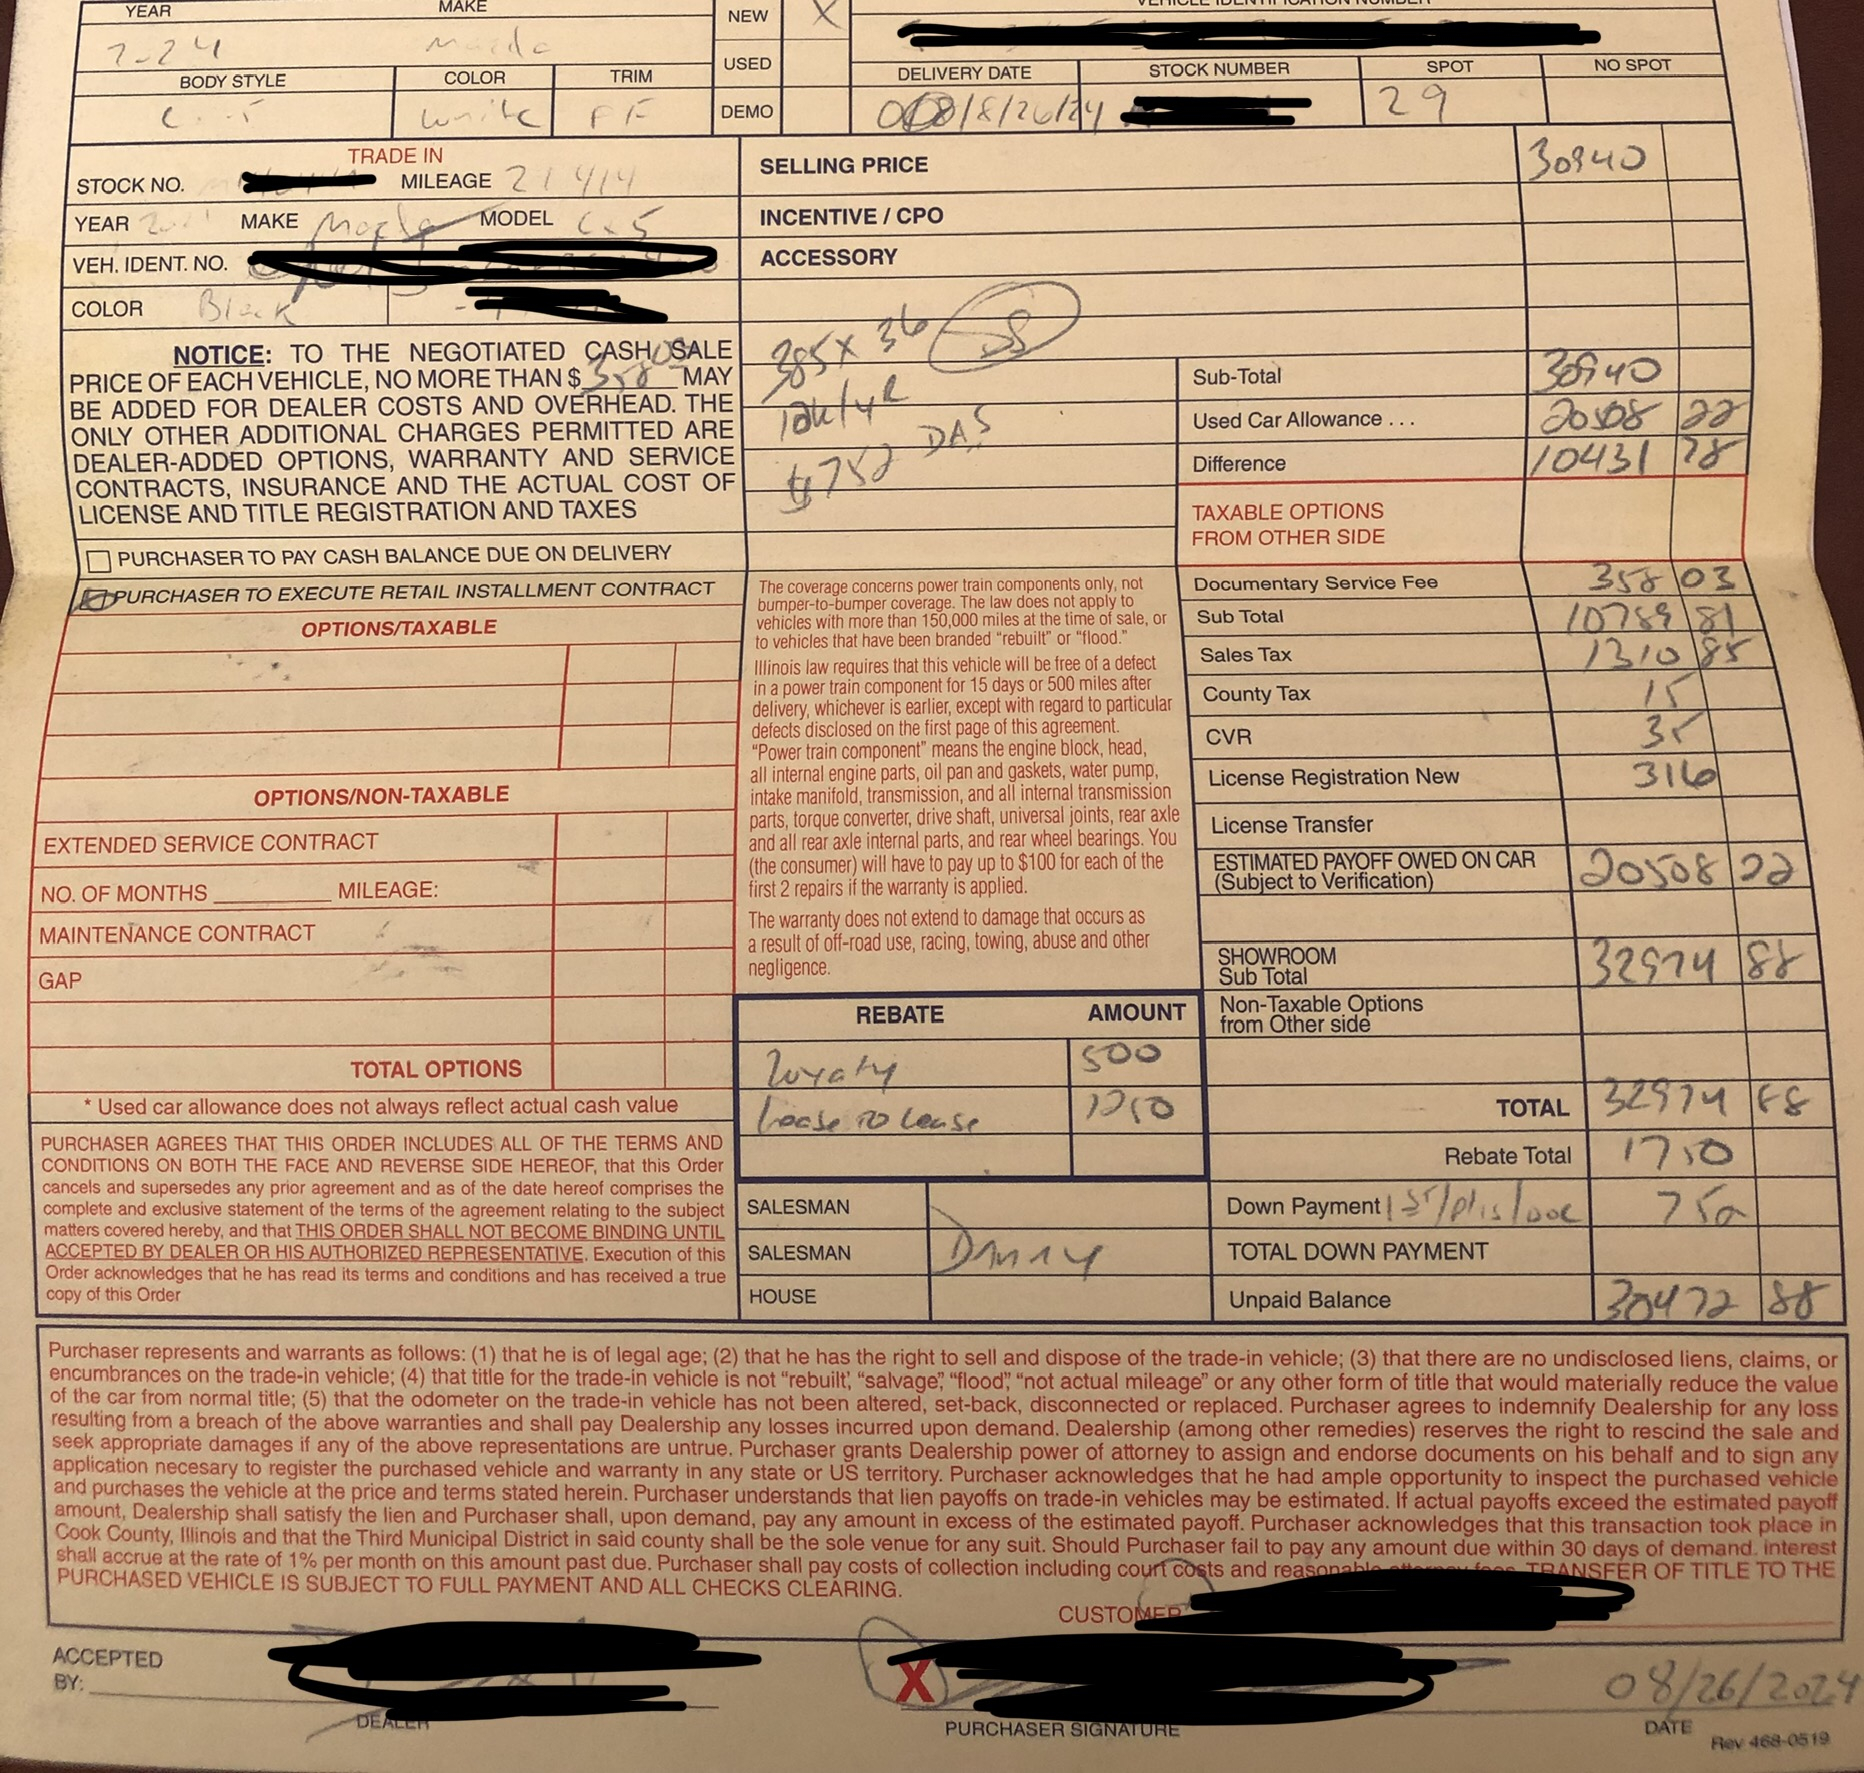 YEAR MAKE NEW X VEHICLE IDENTIFICATION NUMBER
Mazda
USED
BODY STYLE COLOR TRIM DELIVERY DATE STOCK NUMBER SPOT NO SPOT
White DEMO 8/26/24 29
TRADE IN
STOCK NO. MILEAGE 21414
YEAR MAKE Mazda MODEL Cx5
VEH. IDENT. NO.
COLOR Black
SELLING PRICE 30940
INCENTIVE / CPO
ACCESSORY
NOTICE: TO THE NEGOTIATED CASH SALE
PRICE OF EACH VEHICLE, NO MORE THAN $ 358 03 MAY
BE ADDED FOR DEALER COSTS AND OVERHEAD. THE
ONLY OTHER ADDITIONAL CHARGES PERMITTED ARE
DEALER-ADDED OPTIONS, WARRANTY AND SERVICE
CONTRACTS, INSURANCE AND THE ACTUAL COST OF
LICENSE AND TITLE REGISTRATION AND TAXES
PURCHASER TO PAY CASH BALANCE DUE ON DELIVERY
PURCHASER TO EXECUTE RETAIL INSTALLMENT CONTRACT
385 x 36
10k/yR
$752 DAS
Sub-Total 30940
Used Car Allowance . . . 20508 22
Difference 10431 78
TAXABLE OPTIONS
FROM OTHER SIDE
Documentary Service Fee 358 03
Sub Total 10789 81
Sales Tax 1310 85
County Tax 15
CVR 35
License Registration New 316
License Transfer
ESTIMATED PAYOFF OWED ON CAR
(Subject to Verification) 20508 22
SHOWROOM
Sub Total 32974 88
Non-Taxable Options
from Other side
TOTAL 32974 88
Rebate Total 1750
Down Payment 1st/plts/doc 752
TOTAL DOWN PAYMENT
Unpaid Balance 30472 88
OPTIONS/TAXABLE
OPTIONS/NON-TAXABLE
EXTENDED SERVICE CONTRACT
NO. OF MONTHS MILEAGE:
MAINTENANCE CONTRACT
GAP
TOTAL OPTIONS
* Used car allowance does not always reflect actual cash value
The coverage concerns power train components only, not
bumper-to-bumper coverage. The law does not apply to
vehicles with more than 150,000 miles at the time of sale, or
to vehicles that have been branded “rebuilt” or “flood.”
Illinois law requires that this vehicle will be free of a defect
in a power train component for 15 days or 500 miles after
delivery, whichever is earlier, except with regard to particular
defects disclosed on the first page of this agreement.
“Power train component” means the engine block, head,
all internal engine parts, oil pan and gaskets, water pump,
intake manifold, transmission, and all internal transmission
parts, torque converter, drive shaft, universal joints, rear axle
and all rear axle internal parts, and rear wheel bearings. You
(the consumer) will have to pay up to $100 for each of the
first 2 repairs if the warranty is applied.
The warranty does not extend to damage that occurs as
a result of off-road use, racing, towing, abuse and other
negligence.
REBATE AMOUNT
Loyalty 500
Lease to Lease 1250
SALESMAN
SALESMAN Danny
HOUSE
PURCHASER AGREES THAT THIS ORDER INCLUDES ALL OF THE TERMS AND
CONDITIONS ON BOTH THE FACE AND REVERSE SIDE HEREOF, that this Order
cancels and supersedes any prior agreement and as of the date hereof comprises the
complete and exclusive statement of the terms of the agreement relating to the subject
matters covered hereby, and that THIS ORDER SHALL NOT BECOME BINDING UNTIL
ACCEPTED BY DEALER OR HIS AUTHORIZED REPRESENTATIVE. Execution of this
Order acknowledges that he has read its terms and conditions and has received a true
copy of this Order
Purchaser represents and warrants as follows: (1) that he is of legal age; (2) that he has the right to sell and dispose of the trade-in vehicle; (3) that there are no undisclosed liens, claims, or
encumbrances on the trade-in vehicle; (4) that title for the trade-in vehicle is not “rebuilt,” “salvage,” “flood,” “not actual mileage” or any other form of title that would materially reduce the value
of the car from normal title; (5) that the odometer on the trade-in vehicle has not been altered, set-back, disconnected or replaced. Purchaser agrees to indemnify Dealership for any loss
resulting from a breach of the above warranties and shall pay Dealership any losses incurred upon demand. Dealership (among other remedies) reserves the right to rescind the sale and
seek appropriate damages if any of the above representations are untrue. Purchaser grants Dealership power of attorney to assign and endorse documents on his behalf and to sign any
application necesary to register the purchased vehicle and warranty in any state or US territory. Purchaser acknowledges that he had ample opportunity to inspect the purchased vehicle
and purchases the vehicle at the price and terms stated herein. Purchaser understands that lien payoffs on trade-in vehicles may be estimated. If actual payoffs exceed the estimated payoff
amount, Dealership shall satisfy the lien and Purchaser shall, upon demand, pay any amount in excess of the estimated payoff. Purchaser acknowledges that this transaction took place in
Cook County, Illinois and that the Third Municipal District in said county shall be the sole venue for any suit. Should Purchaser fail to pay any amount due within 30 days of demand. interest
shall accrue at the rate of 1% per month on this amount past due. Purchaser shall pay costs of collection including court costs and reasonable attorney fees. TRANSFER OF TITLE TO THE
PURCHASED VEHICLE IS SUBJECT TO FULL PAYMENT AND ALL CHECKS CLEARING.
CUSTOMER
ACCEPTED
BY:
DEALER
X
PURCHASER SIGNATURE
08/26/2024
DATE
Rev 468-0519